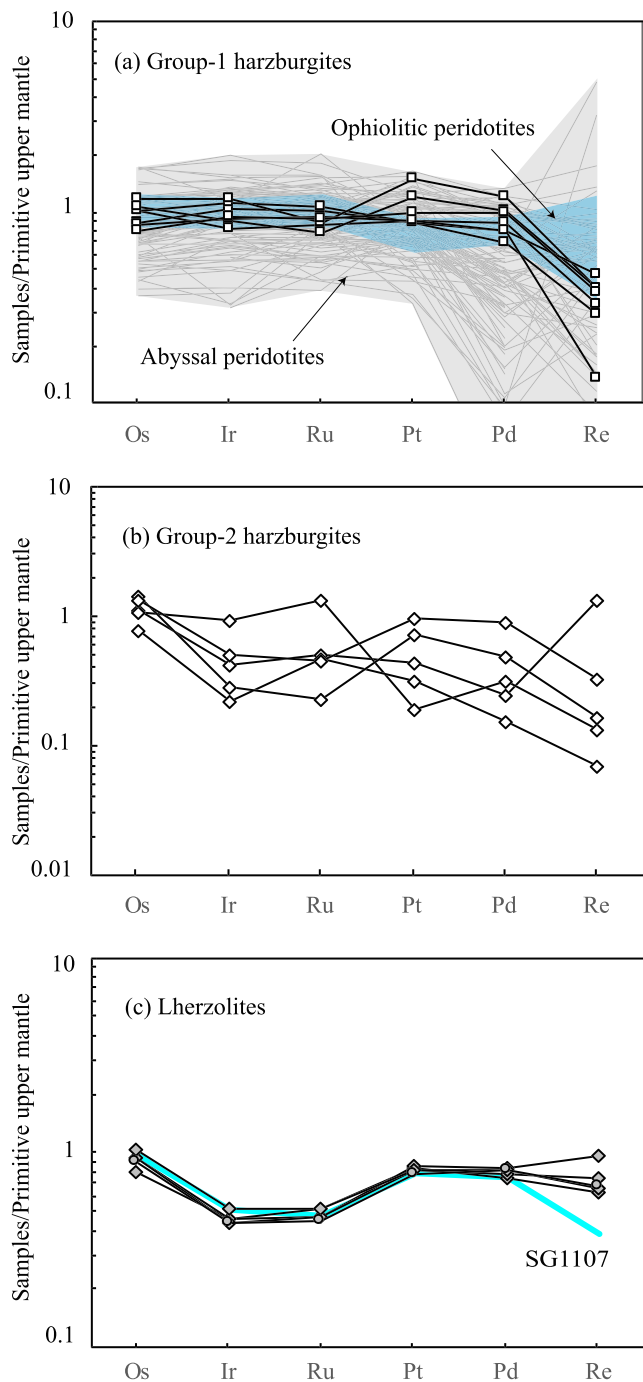 10
(a) Group-1 harzburgites
Ophiolitic peridotites
1
Abyssal peridotites
0.1
Samples/Primitive upper mantle
Os Ir Ru Pt Pd Re
10
(b) Group-2 harzburgites
1
0.1
0.01
Samples/Primitive upper mantle
Os Ir Ru Pt Pd Re
10
(c) Lherzolites
1
SG1107
0.1
Samples/Primitive upper mantle
Os Ir Ru Pt Pd Re